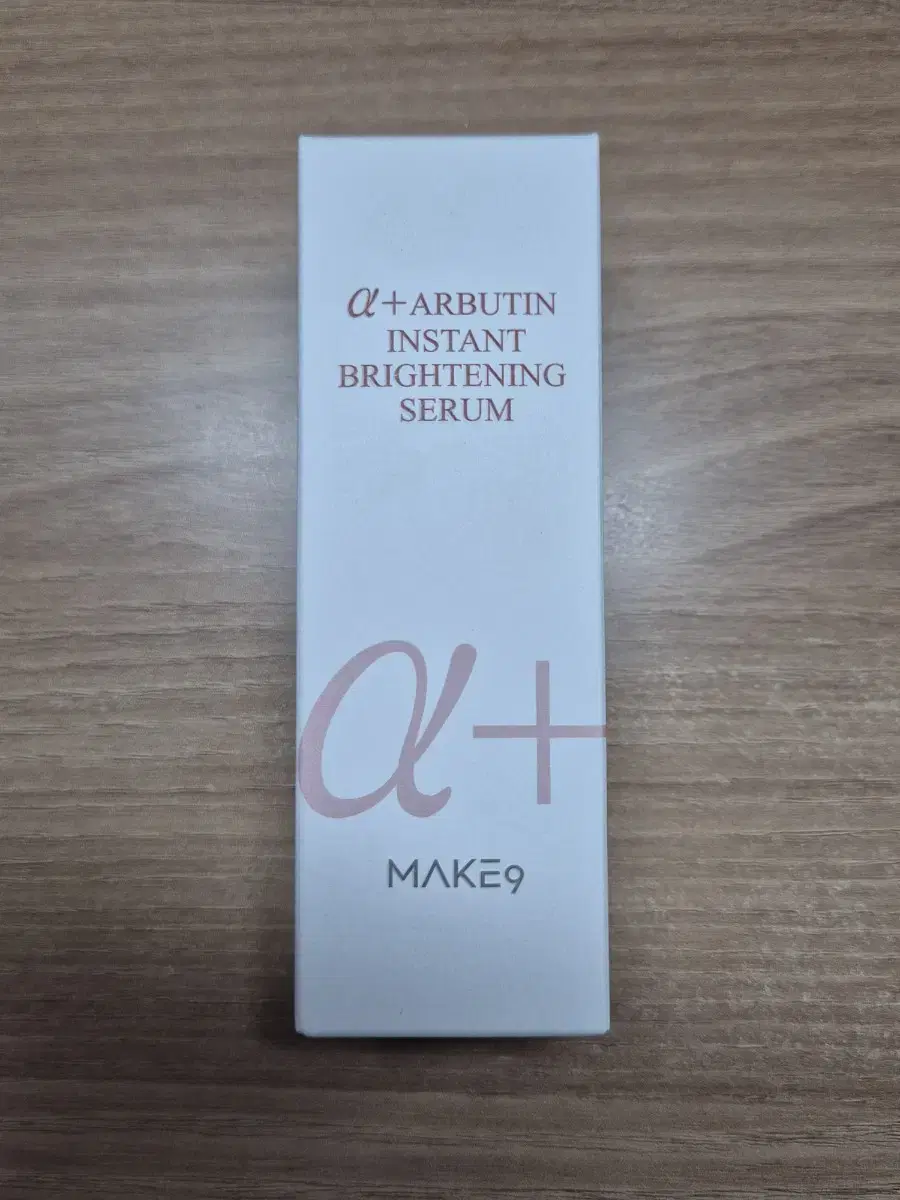 α+ARBUTIN
INSTANT
BRIGHTENING
SERUM
α+
MAKE9